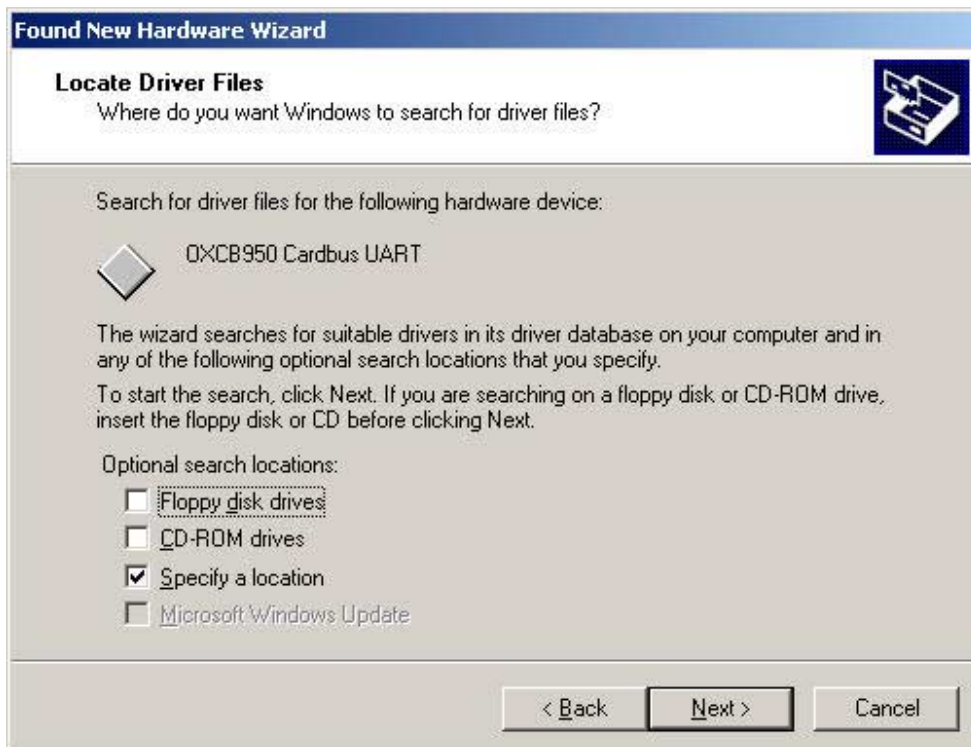 Found New Hardware Wizard
Locate Driver Files
Where do you want Windows to search for driver files?
Search for driver files for the following hardware device:
OXCB950 Cardbus UART
The wizard searches for suitable drivers in its driver database on your computer and in
any of the following optional search locations that you specify.
To start the search, click Next. If you are searching on a floppy disk or CD-ROM drive,
insert the floppy disk or CD before clicking Next.
Optional search locations:
Floppy disk drives
CD-ROM drives
Specify a location
Microsoft Windows Update
< Back
Next >
Cancel